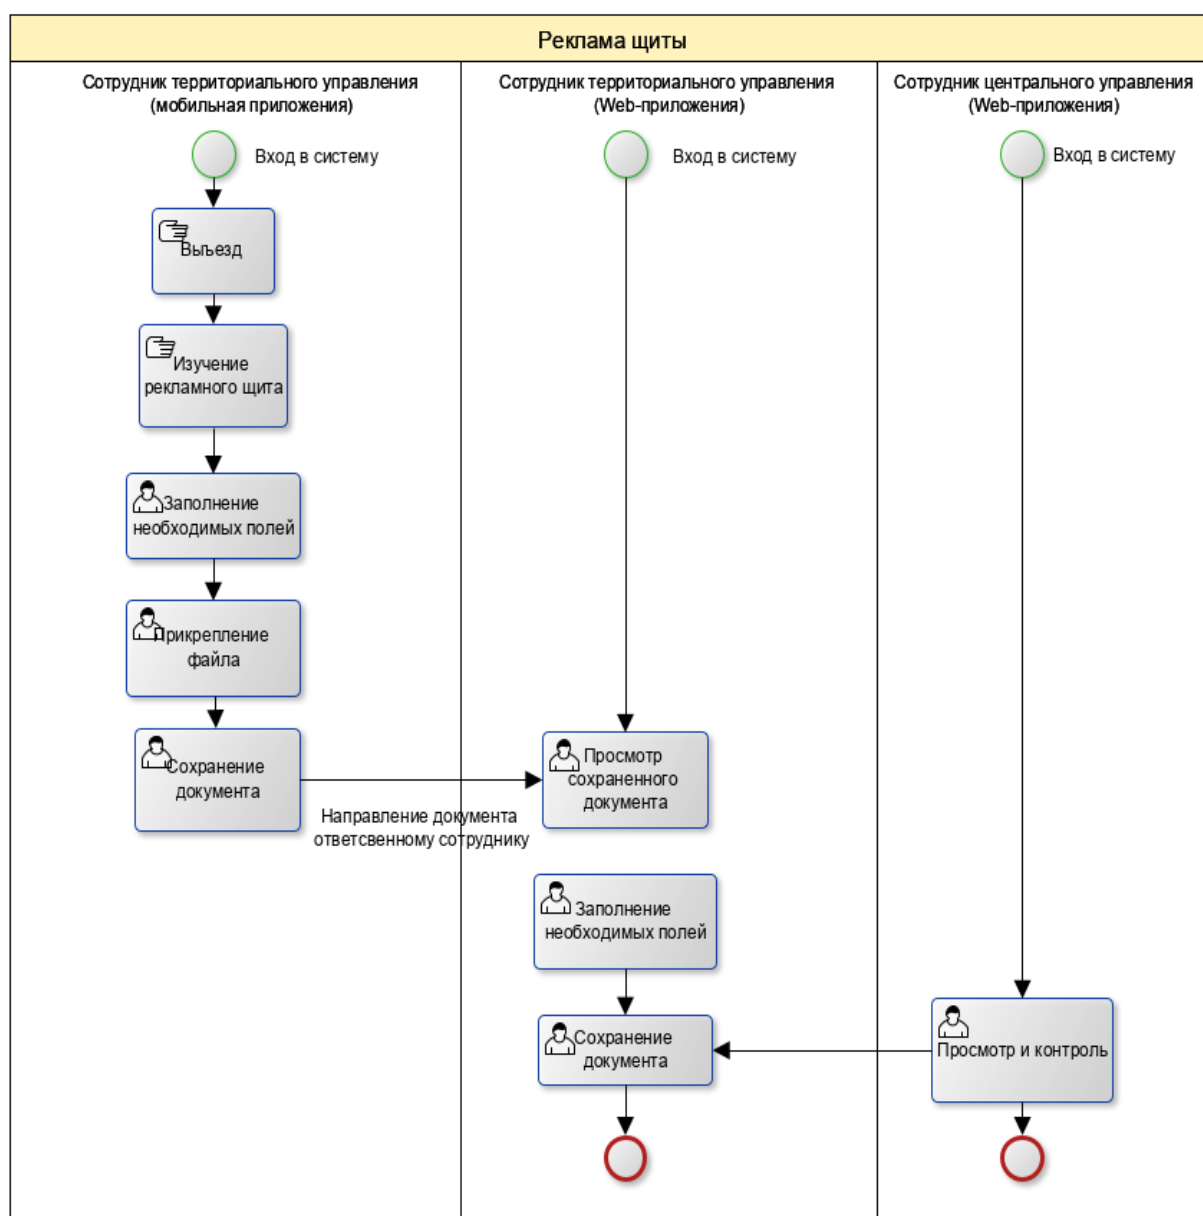 Реклама щиты
Сотрудник территориального управления
(мобильная приложения)
Сотрудник территориального управления
(Web-приложения)
Сотрудник центрального управления
(Web-приложения)
Вход в систему
Вход в систему
Вход в систему
Выъезд
Изучение
рекламного щита
Заполнение
необходимых полей
Прикрепление
файла
Сохранение
документа
Направление документа
ответсвенному сотруднику
Просмотр
сохраненного
документа
Заполнение
необходимых полей
Сохранение
документа
Просмотр и контроль